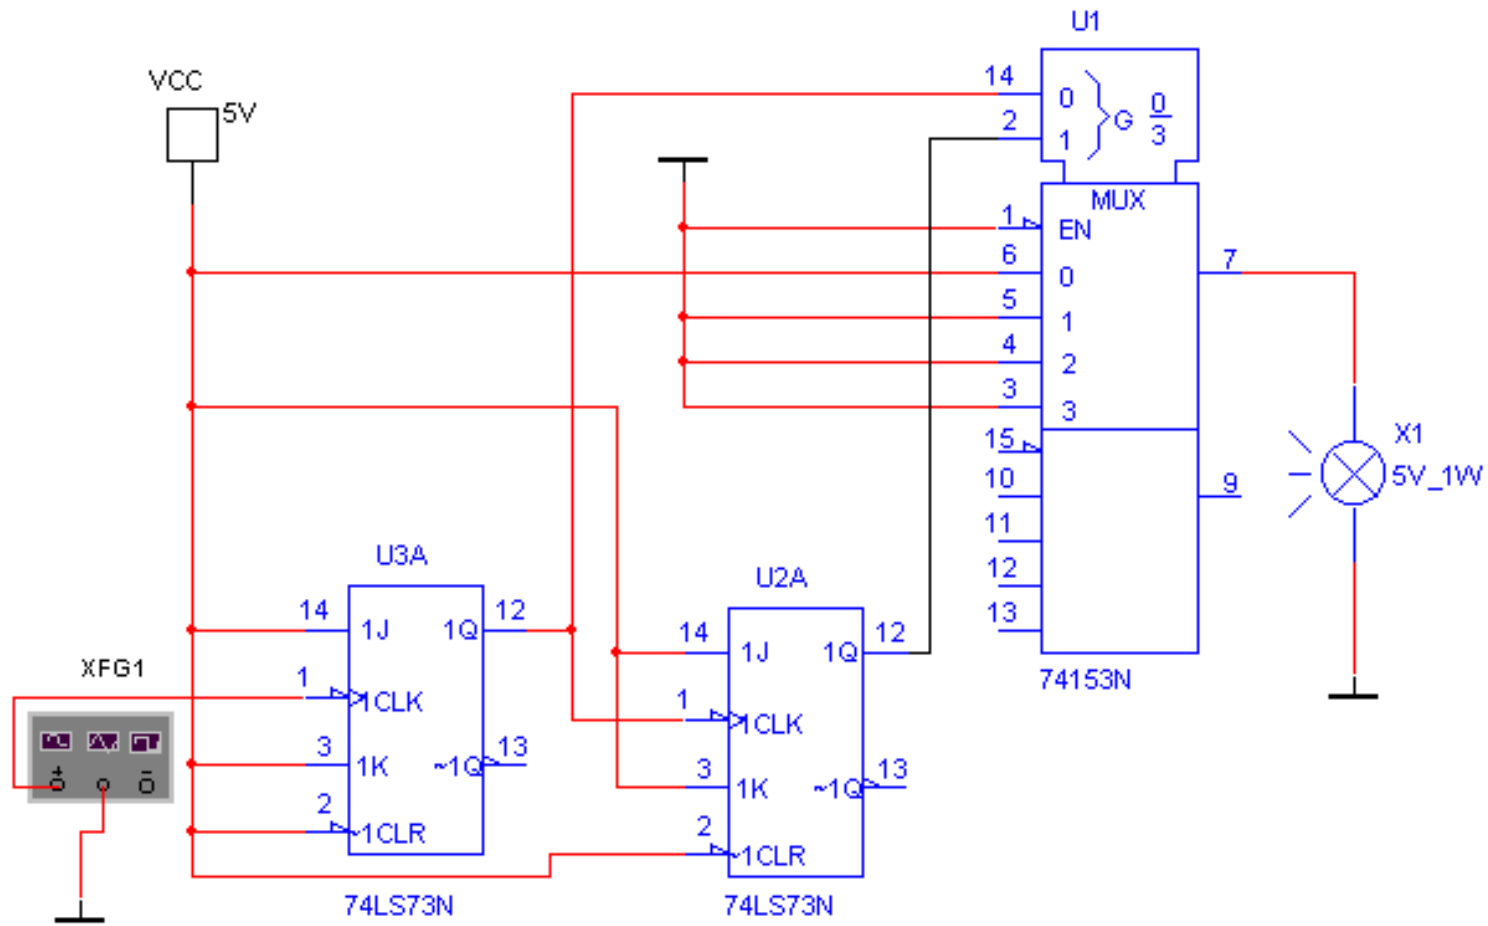 U1
VCC
5V
14
0
0
G
3
2
1
MUX
1
EN
7
6
0
5
1
4
2
3
3
X1
15
5V_1W
10
9
11
U3A
12
U2A
14
1J
1Q
12
13
14
1J
1Q
12
XFG1
74153N
1
1CLK
1
1CLK
3
1K
~1Q
13
+
−
3
1K
~1Q
13
2
1CLR
2
1CLR
74LS73N
74LS73N